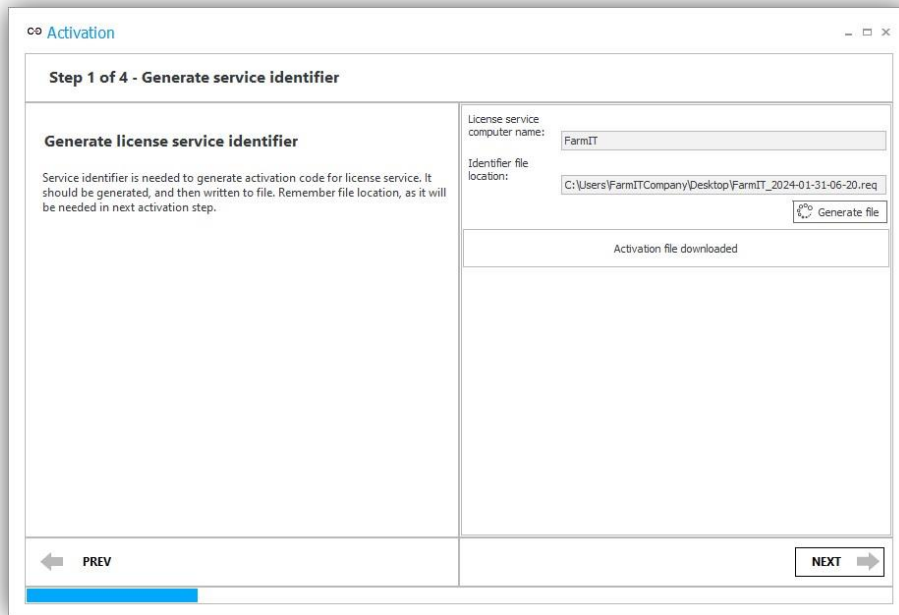 Activation
Step 1 of 4 - Generate service identifier
Generate license service identifier
Service identifier is needed to generate activation code for license service. It
should be generated, and then written to file. Remember file location, as it will
be needed in next activation step.
License service
computer name:
FarmIT
Identifier file
location:
C:\Users\FarmITCompany\Desktop\FarmIT_2024-01-31-06-20.req
Generate file
Activation file downloaded
PREV
NEXT